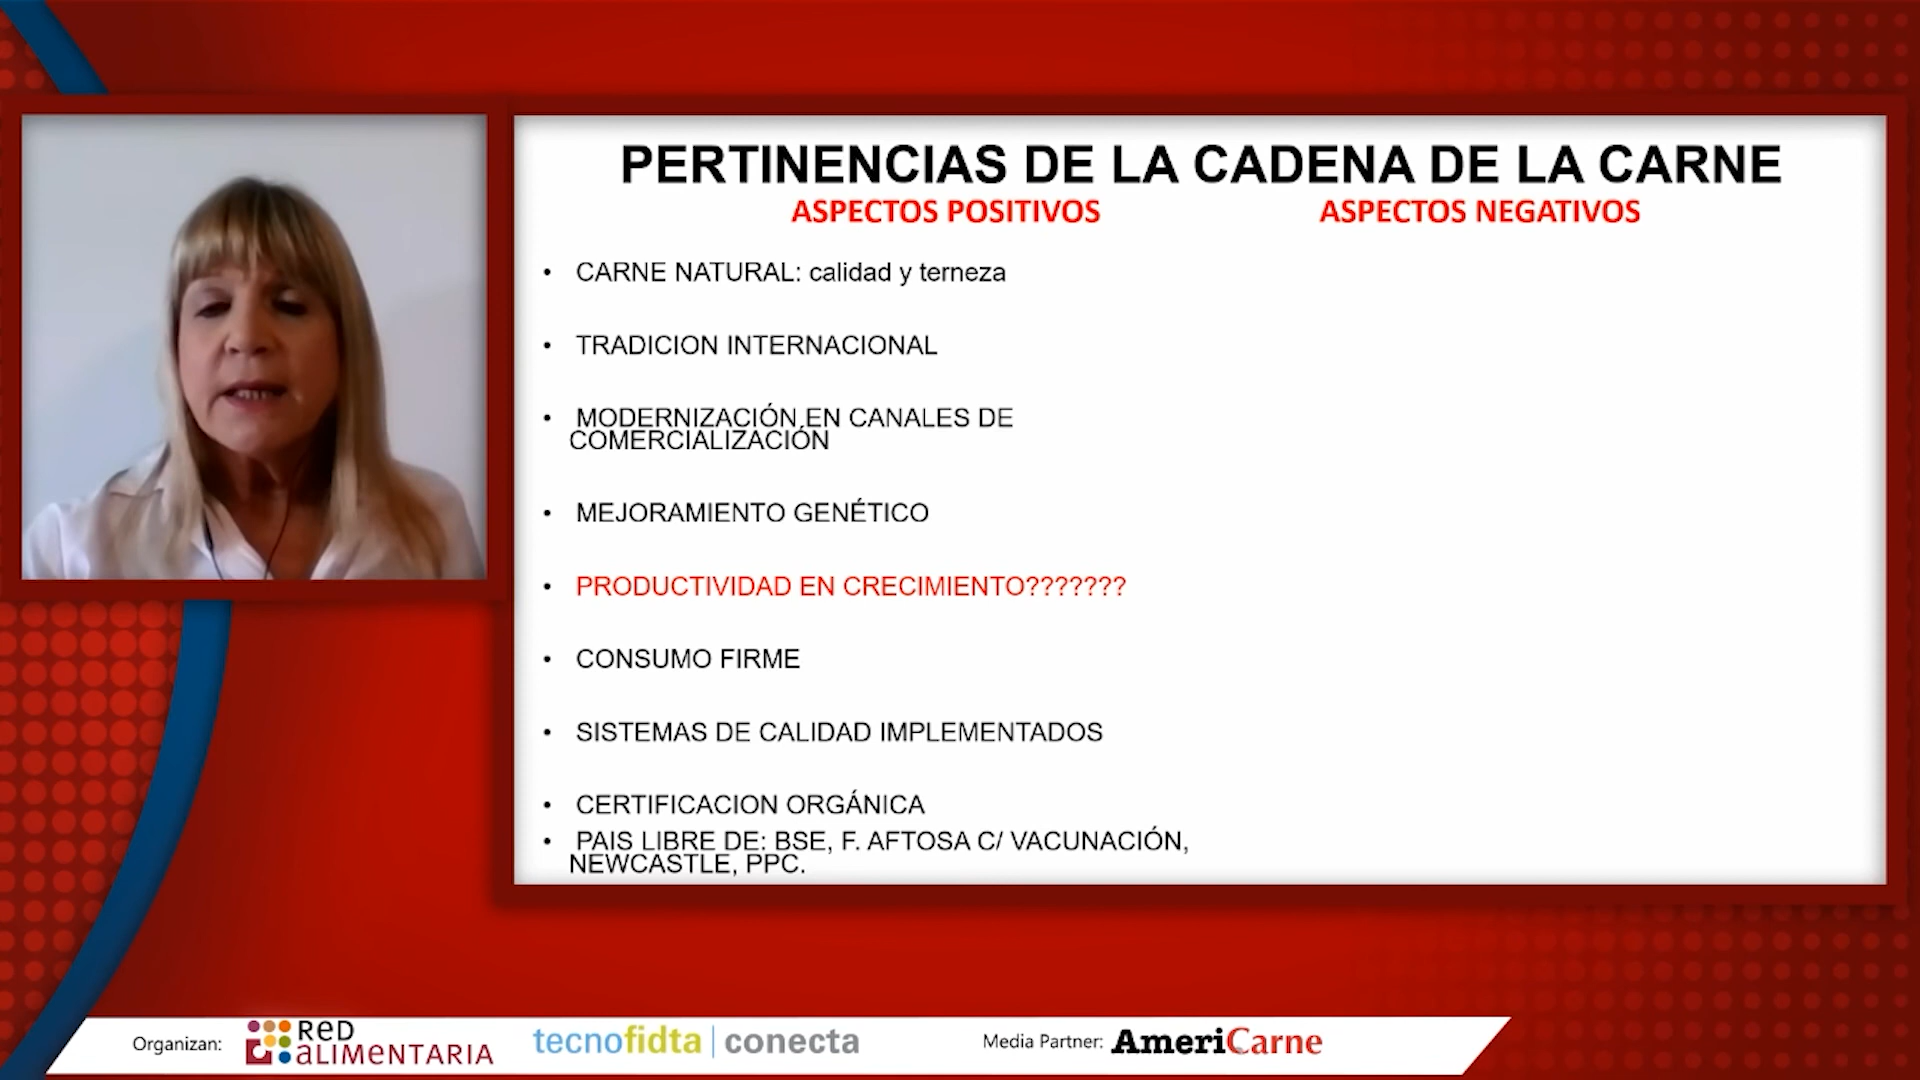 PERTINENCIAS DE LA CADENA DE LA CARNE
ASPECTOS POSITIVOS
ASPECTOS NEGATIVOS
• CARNE NATURAL: calidad y terneza
• TRADICION INTERNACIONAL
• MODERNIZACIÓN EN CANALES DE
COMERCIALIZACIÓN
• MEJORAMIENTO GENÉTICO
• PRODUCTIVIDAD EN CRECIMIENTO???????
• CONSUMO FIRME
• SISTEMAS DE CALIDAD IMPLEMENTADOS
• CERTIFICACION ORGÁNICA
• PAIS LIBRE DE: BSE, F. AFTOSA C/ VACUNACIÓN,
NEWCASTLE, PPC.
Organizan:
RED
aLIMENTARIA
tecnofidta | conecta
Media Partner: AmeriCarne